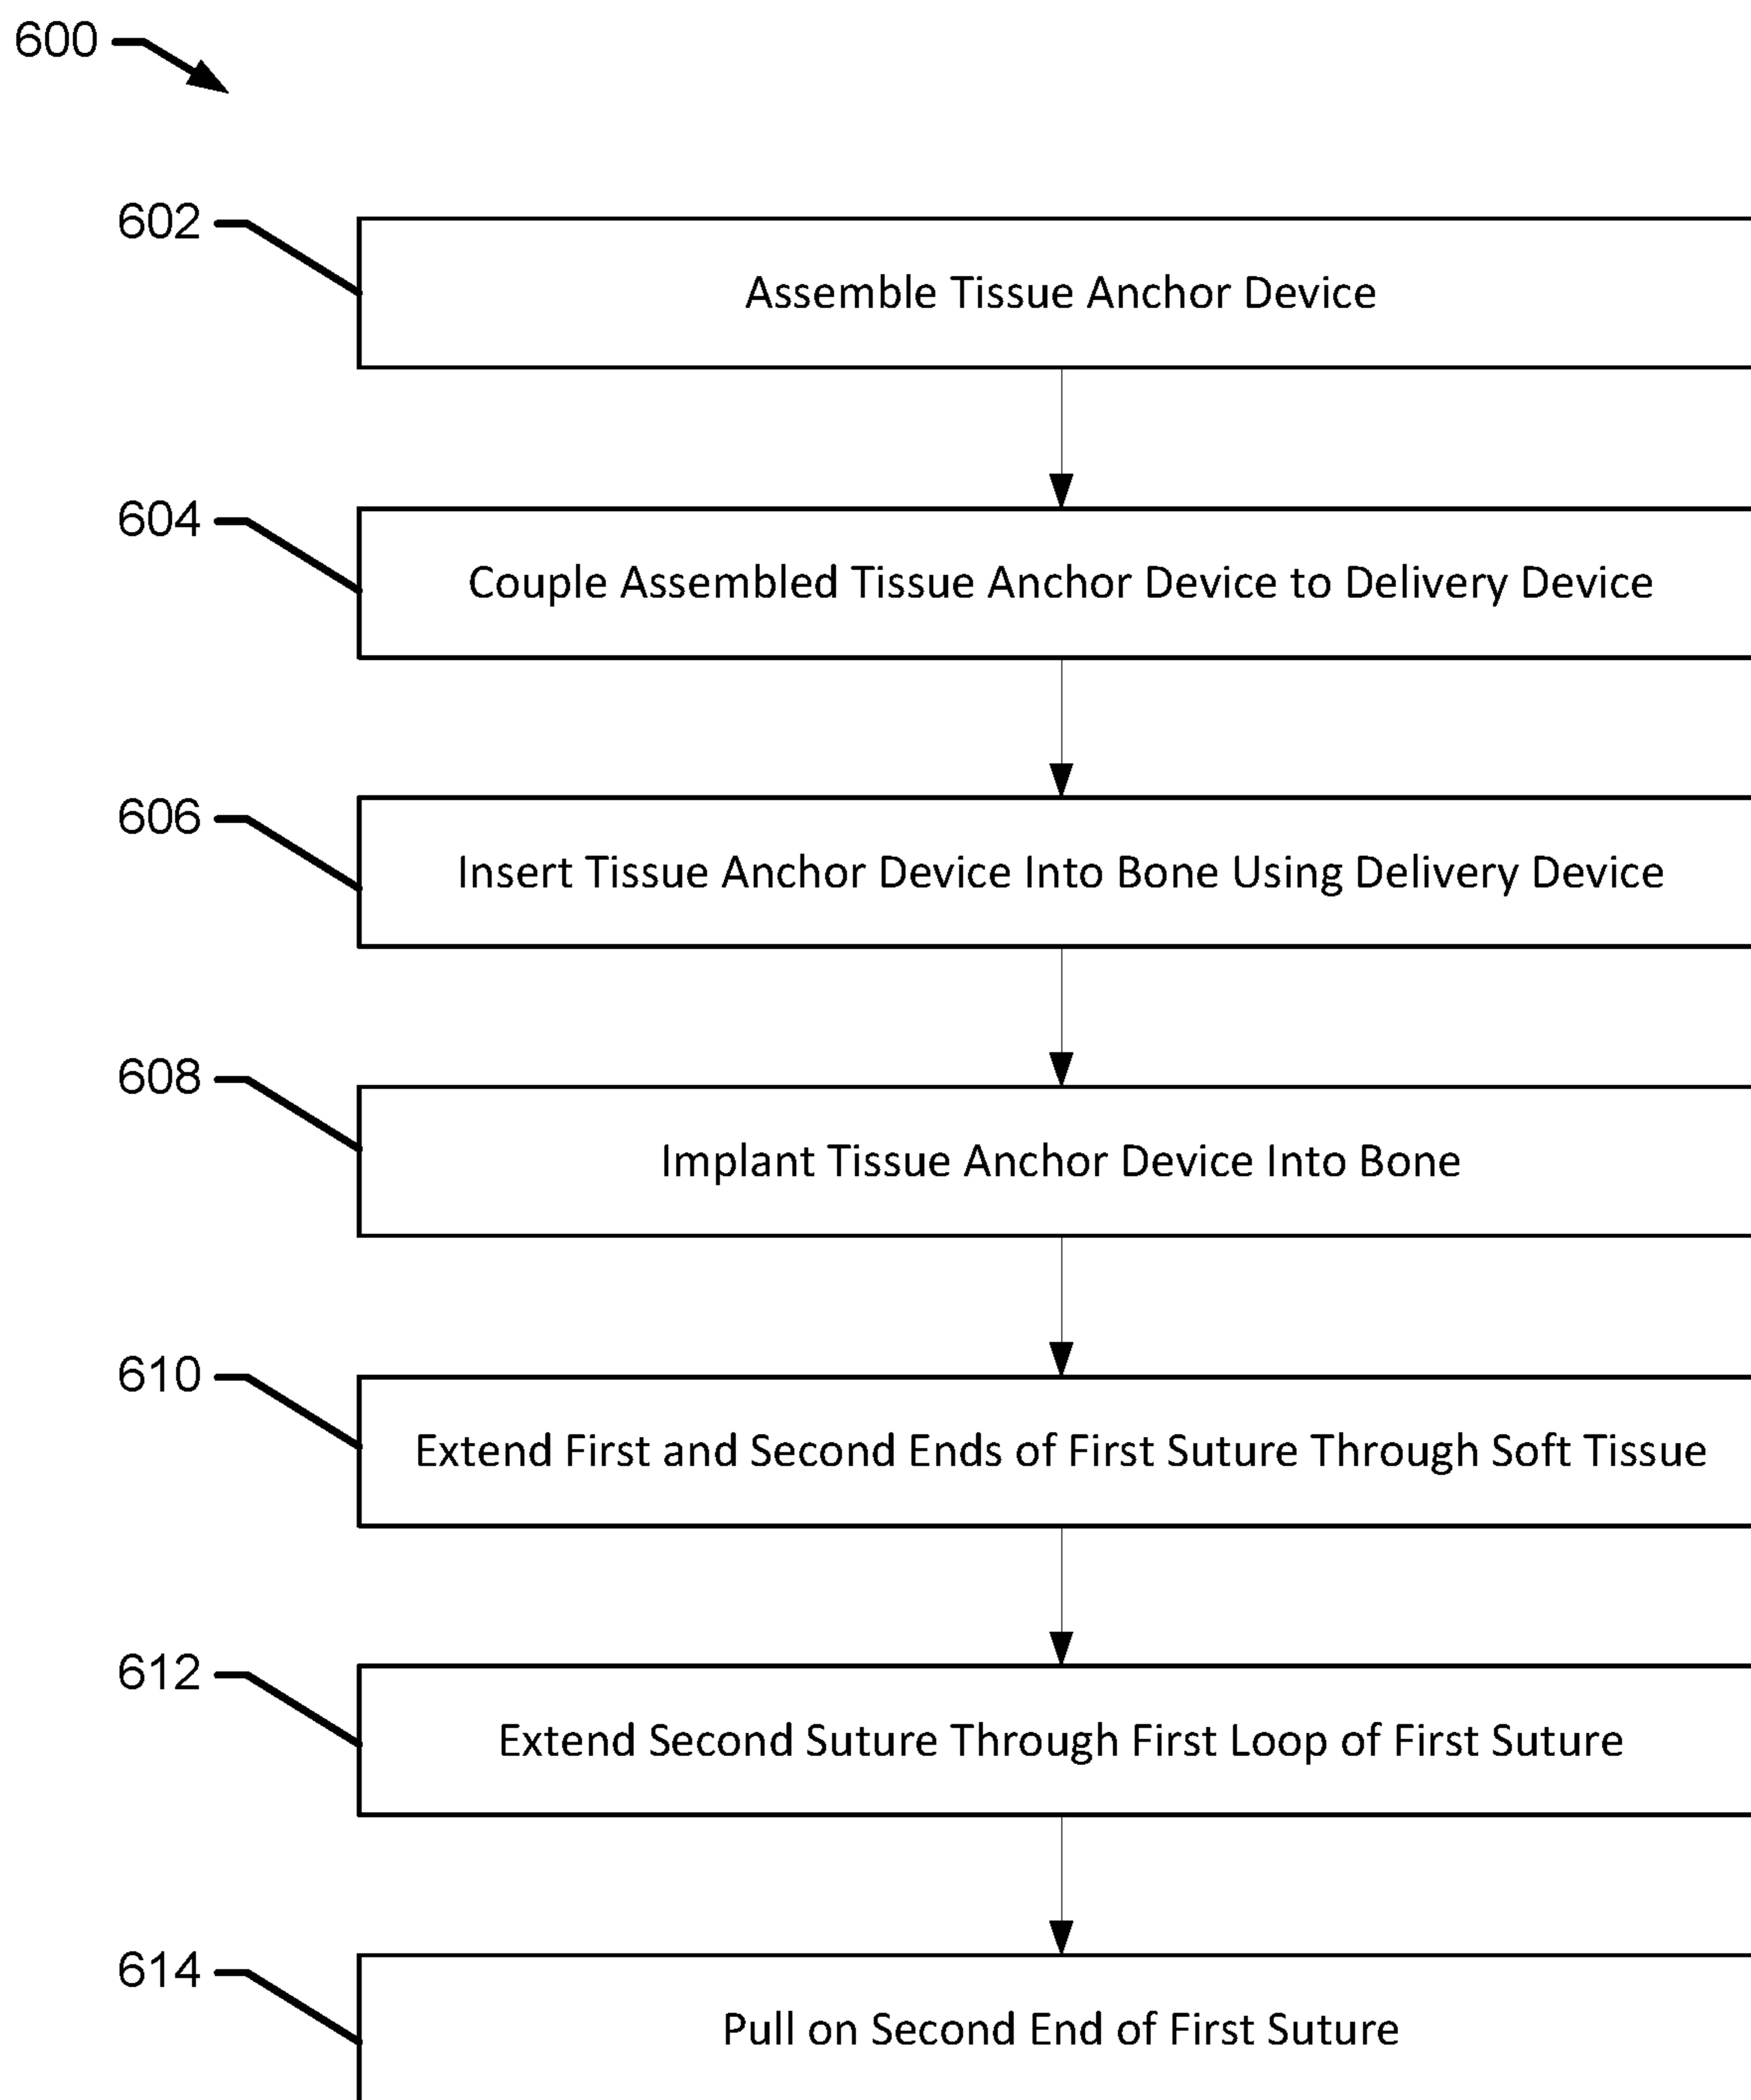 600
602
Assemble Tissue Anchor Device
604
Couple Assembled Tissue Anchor Device to Delivery Device
606
Insert Tissue Anchor Device Into Bone Using Delivery Device
608
Implant Tissue Anchor Device Into Bone
610
Extend First and Second Ends of First Suture Through Soft Tissue
612
Extend Second Suture Through First Loop of First Suture
614
Pull on Second End of First Suture